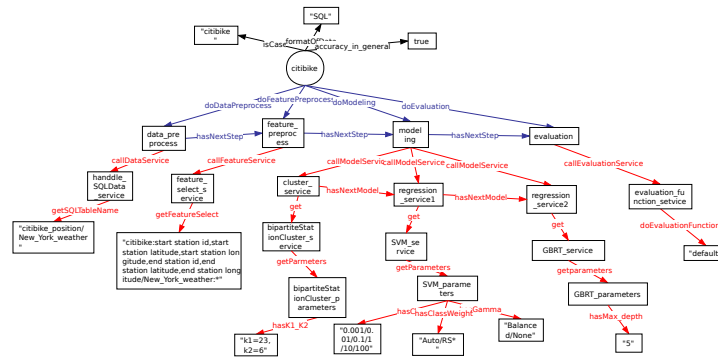 "SQL"
"citibike
"
formatOfData
isCase
accuracy_in_general
true
citibike
doDataPreprocess
doFeaturePreprocess
doModeling
doEvaluation
data_pre
process
hasNextStep
feature_
preproc
ess
hasNextStep
model
ing
hasNextStep
evaluation
callDataService
callFeatureService
callModelService
callModelService
callModelService
callEvaluationService
handdle_
SQLData
_service
feature_
select_s
ervice
cluster_
service
hasNextModel
regression
_service1
hasNextModel
regression
_service2
evaluation_fu
nction_setvice
getSQLTableName
getFeatureSelect
get
get
get
doEvaluationFunction
"citibike_position/
New_York_weather
"
"citibike:start station id,start
station latitude,start station lon
gitude,end station id,end
station latitude,end station long
itude/New_York_weather:*"
bipartiteStat
ionCluster_s
ervice
SVM_se
rvice
GBRT_service
"default
getParmeters
getParameters
getparameters
bipartiteStat
ionCluster_p
arameters
SVM_parame
ters
GBRT_parameters
hasK1_K2
hasClassWeight
Gamma
hasMax_depth
"k1=23,
k2=6"
"0.001/0.
01/0.1/1
/10/100"
"Auto/RS*
"
"Balance
d/None"
"5"